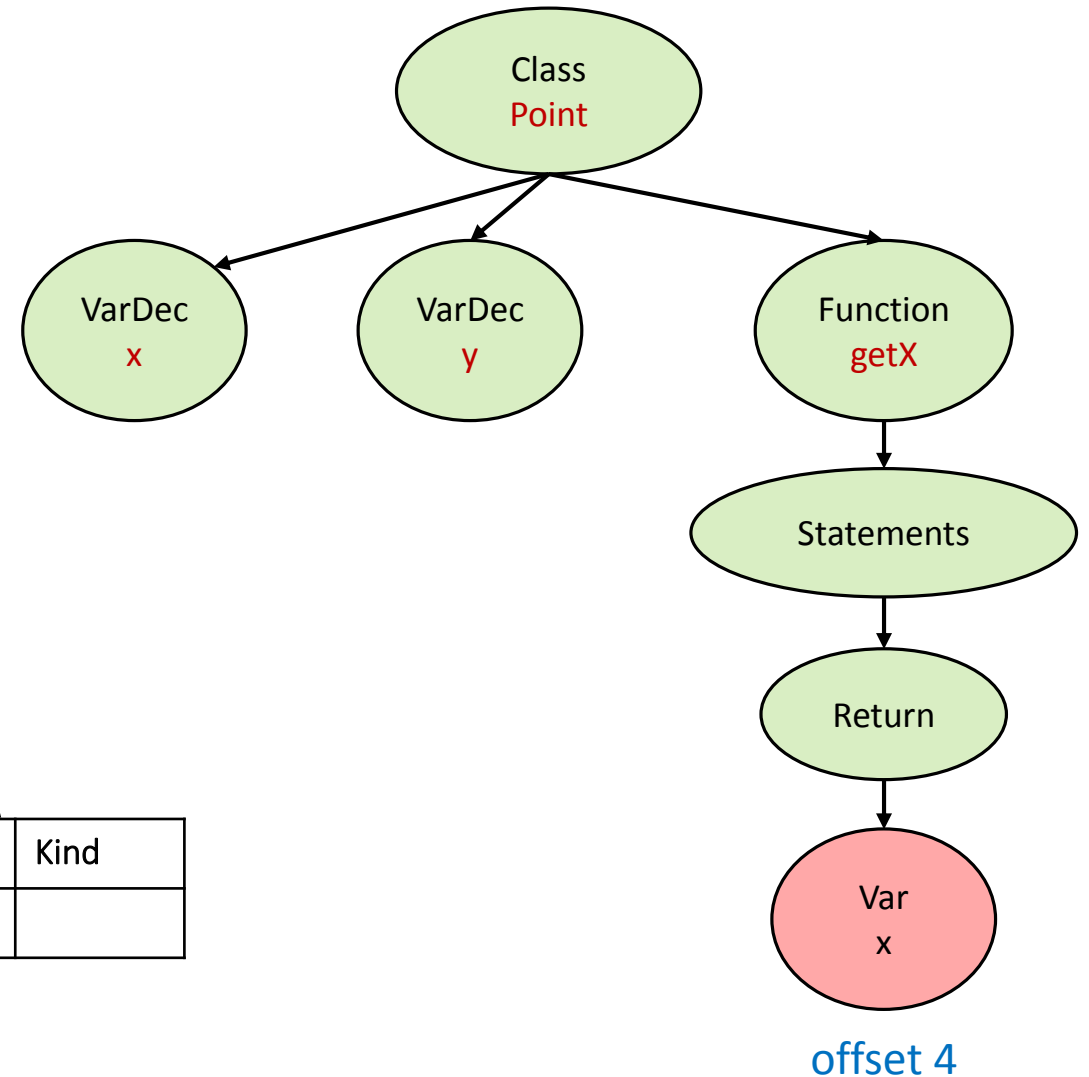 Class
Point
VarDec
x
VarDec
y
Function
getX
Statements
Return
Kind
Var
x
offset 4